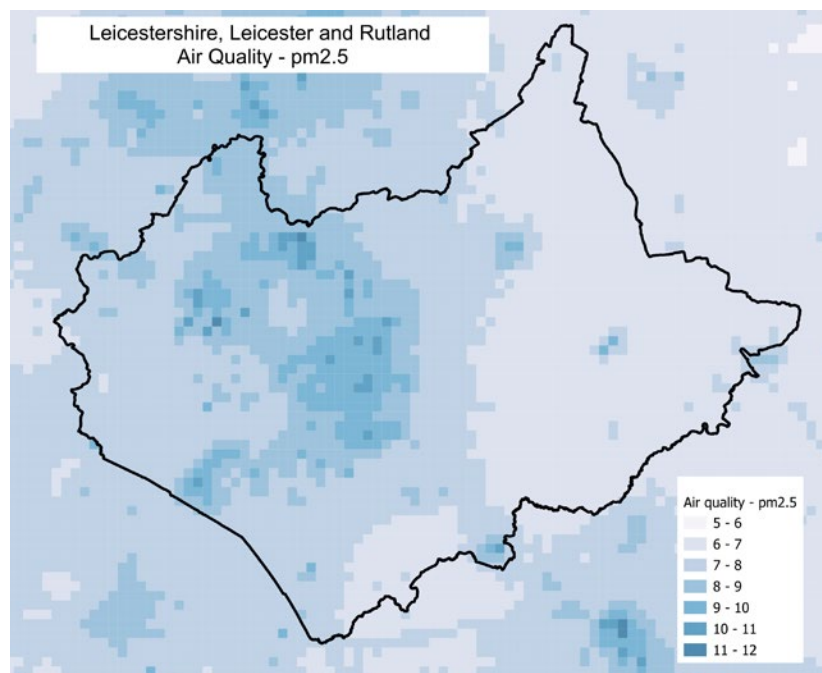 Leicestershire, Leicester and Rutland
Air Quality - pm2.5
Air quality - pm2.5
5 - 6
6 - 7
7 - 8
8 - 9
9 - 10
10 - 11
11 - 12